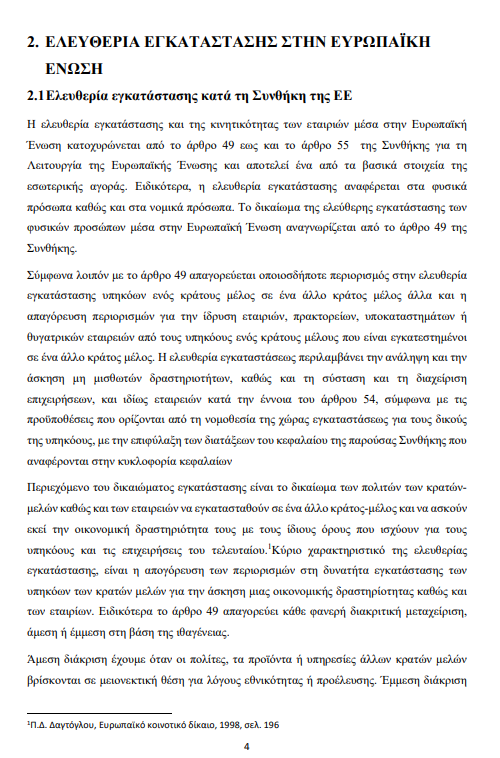 2. ΕΛΕΥΘΕΡΙΑ ΕΓΚΑΤΑΣΤΑΣΗΣ ΣΤΗΝ ΕΥΡΩΠΑΪΚΗ
ΕΝΩΣΗ
2.1 Ελευθερία εγκατάστασης κατά τη Συνθήκη της ΕΕ
Η ελευθερία εγκατάστασης και της κινητικότητας των εταιριών μέσα στην Ευρωπαϊκή
Ένωση κατοχυρώνεται από το άρθρο 49 εως και το άρθρο 55 της Συνθήκης για τη
Λειτουργία της Ευρωπαϊκής Ένωσης και αποτελεί ένα από τα βασικά στοιχεία της
εσωτερικής αγοράς. Ειδικότερα, η ελευθερία εγκατάστασης αναφέρεται στα φυσικά
πρόσωπα καθώς και στα νομικά πρόσωπα. Το δικαίωμα της ελεύθερης εγκατάστασης των
φυσικών προσώπων μέσα στην Ευρωπαϊκή Ένωση αναγνωρίζεται από το άρθρο 49 της
Συνθήκης.
Σύμφωνα λοιπόν με το άρθρο 49 απαγορεύεται οποιοσδήποτε περιορισμός στην ελευθερία
εγκατάστασης υπηκόων ενός κράτους μέλος σε ένα άλλο κράτος μέλος άλλα και η
απαγόρευση περιορισμών για την ίδρυση εταιριών, πρακτορείων, υποκαταστημάτων ή
θυγατρικών εταιρειών από τους υπηκόους ενός κράτους μέλους που είναι εγκατεστημένοι
σε ένα άλλο κράτος μέλος. Η ελευθερία εγκαταστάσεως περιλαμβάνει την ανάληψη και την
άσκηση μη μισθωτών δραστηριοτήτων, καθώς και τη σύσταση και τη διαχείριση
επιχειρήσεων, και ιδίως εταιρειών κατά την έννοια του άρθρου 54, σύμφωνα με τις
προϋποθέσεις που ορίζονται από τη νομοθεσία της χώρας εγκαταστάσεως για τους δικούς
της υπηκόους, με την επιφύλαξη των διατάξεων του κεφαλαίου της παρούσας Συνθήκης που
αναφέρονται στην κυκλοφορία κεφαλαίων
Περιεχόμενο του δικαιώματος εγκατάστασης είναι το δικαίωμα των πολιτών των κρατών-
μελών καθώς και των εταιρειών να εγκατασταθούν σε ένα άλλο κράτος-μέλος και να ασκούν
εκεί την οικονομική δραστηριότητα τους με τους ίδιους όρους που ισχύουν για τους
υπηκόους και τις επιχειρήσεις του τελευταίου.¹Κύριο χαρακτηριστικό της ελευθερίας
εγκατάστασης, είναι η απογόρευση των περιορισμών στη δυνατότητα εγκατάστασης των
υπηκόων των κρατών μελών για την άσκηση μιας οικονομικής δραστηρίοτητας καθώς και
των εταιρίων. Ειδικότερα το άρθρο 49 απαγορεύει κάθε φανερή διακριτική μεταχείριση,
άμεση ή έμμεση στη βάση της ιθαγένειας.
Άμεση διάκριση έχουμε όταν οι πολίτες, τα προϊόντα ή υπηρεσίες άλλων κρατών μελών
βρίσκονται σε μειονεκτική θέση για λόγους εθνικότητας ή προέλευσης. Έμμεση διάκριση
¹Π.Δ. Δαγτόγλου, Ευρωπαϊκό κοινοτικό δίκαιο, 1998, σελ. 196
4